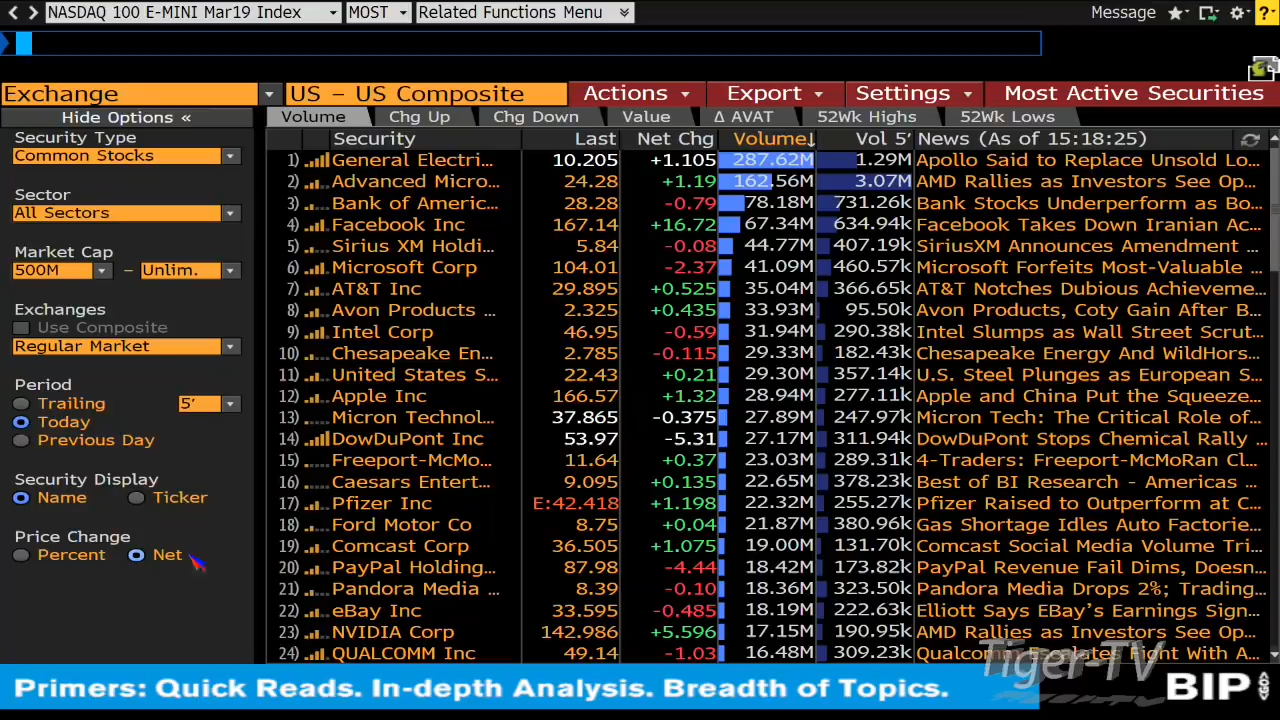 NASDAQ 100 E-MINI Mar19 Index MOST Related Functions Menu Message ?
Exchange US - US Composite Actions Export Settings Most Active Securities
Hide Options « Volume Chg Up Chg Down Value Δ AVAT 52Wk Highs 52Wk Lows
Security Type
Common Stocks
Sector
All Sectors
Market Cap
500M - Unlim.
Exchanges
Use Composite
Regular Market
Period
Trailing 5'
Today
Previous Day
Security Display
Name Ticker
Price Change
Percent Net
Security Last Net Chg Volume↓ Vol 5' News (As of 15:18:25)
1) General Electri... 10.205 +1.105 287.62M 1.29M Apollo Said to Replace Unsold Lo...
2) Advanced Micro... 24.28 +1.19 162.56M 3.07M AMD Rallies as Investors See Op...
3) Bank of Americ... 28.28 -0.79 78.18M 731.26k Bank Stocks Underperform as Bo...
4) Facebook Inc 167.14 +16.72 67.34M 634.94k Facebook Takes Down Iranian Ac...
5) Sirius XM Holdi... 5.84 -0.08 44.77M 407.19k SiriusXM Announces Amendment ...
6) Microsoft Corp 104.01 -2.37 41.09M 460.57k Microsoft Forfeits Most-Valuable ...
7) AT&T Inc 29.895 +0.525 35.04M 366.65k AT&T Notches Dubious Achieveme...
8) Avon Products ... 2.325 +0.435 33.93M 95.50k Avon Products, Coty Gain After B...
9) Intel Corp 46.95 -0.59 31.94M 290.38k Intel Slumps as Wall Street Scrut...
10) Chesapeake En... 2.785 -0.115 29.33M 182.43k Chesapeake Energy And WildHors...
11) United States S... 22.43 +0.21 29.30M 357.14k U.S. Steel Plunges as European S...
12) Apple Inc 166.57 +1.32 28.94M 277.11k Apple and China Put the Squeeze...
13) Micron Technol... 37.865 -0.375 27.89M 247.97k Micron Tech: The Critical Role of...
14) DowDuPont Inc 53.97 -5.31 27.17M 311.94k DowDuPont Stops Chemical Rally ...
15) Freeport-McMo... 11.64 +0.37 23.03M 289.31k 4-Traders: Freeport-McMoRan Cl...
16) Caesars Entert... 9.095 +0.135 22.65M 378.23k Best of BI Research - Americas ...
17) Pfizer Inc E:42.418 +1.198 22.32M 255.27k Pfizer Raised to Outperform at C...
18) Ford Motor Co 8.75 +0.04 21.87M 380.96k Gas Shortage Idles Auto Factorie...
19) Comcast Corp 36.505 +1.075 19.00M 131.70k Comcast Social Media Volume Tri...
20) PayPal Holding... 87.98 -4.44 18.42M 173.82k PayPal Revenue Fail Dims, Doesn...
21) Pandora Media ... 8.39 -0.10 18.36M 323.50k Pandora Media Drops 2%; Trading...
22) eBay Inc 33.595 -0.485 18.19M 222.63k Elliott Says EBay's Earnings Sign...
23) NVIDIA Corp 142.986 +5.596 17.15M 190.95k AMD Rallies as Investors See Op...
24) QUALCOMM Inc 49.14 -1.03 16.48M 309.23k Qualcomm Escalates Fight With A...
Tiger-TV
Primers: Quick Reads. In-depth Analysis. Breadth of Topics. BIP GO